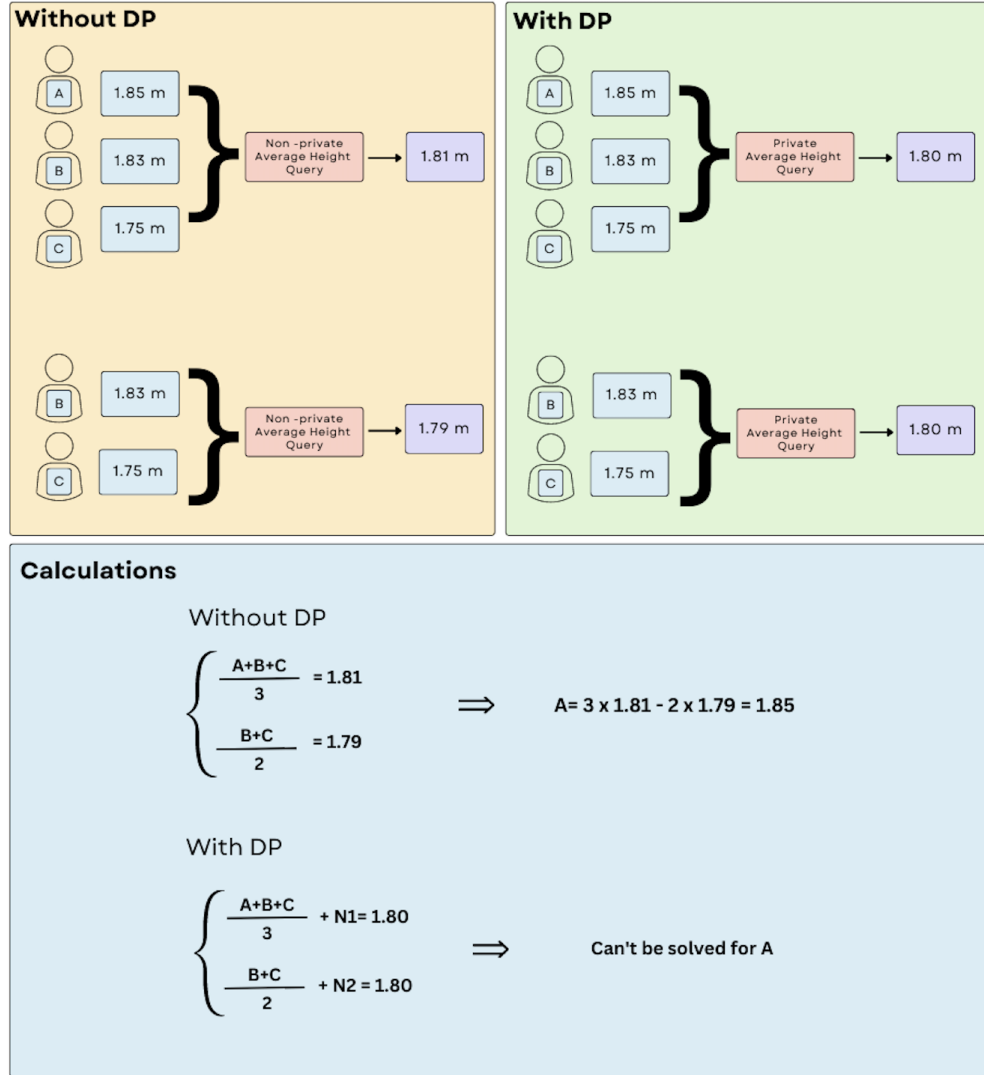 Without DP
A
1.85 m
B
1.83 m
C
1.75 m
Non -private
Average Height
Query
1.81 m
B
1.83 m
C
1.75 m
Non -private
Average Height
Query
1.79 m
With DP
A
1.85 m
B
1.83 m
C
1.75 m
Private
Average Height
Query
1.80 m
B
1.83 m
C
1.75 m
Private
Average Height
Query
1.80 m
Calculations
Without DP
A+B+C
3
= 1.81
B+C
2
= 1.79
⟹
A= 3 x 1.81 - 2 x 1.79 = 1.85
With DP
A+B+C
3
+ N1= 1.80
B+C
2
+ N2 = 1.80
⟹
Can't be solved for A